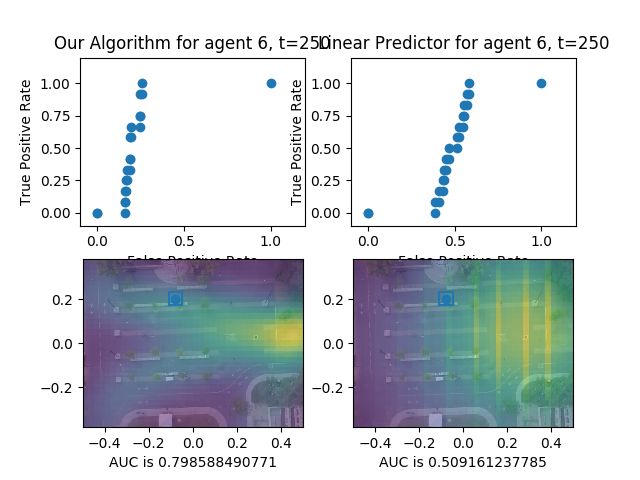 Our Algorithm for agent 6, t=250
Linear Predictor for agent 6, t=250
True Positive Rate
1.00
0.75
0.50
0.25
0.00
0.0 0.5 1.0
False Positive Rate
True Positive Rate
1.00
0.75
0.50
0.25
0.00
0.0 0.5 1.0
False Positive Rate
0.2
0.0
−0.2
−0.4 −0.2 0.0 0.2 0.4
AUC is 0.798588490771
0.2
0.0
−0.2
−0.4 −0.2 0.0 0.2 0.4
AUC is 0.509161237785